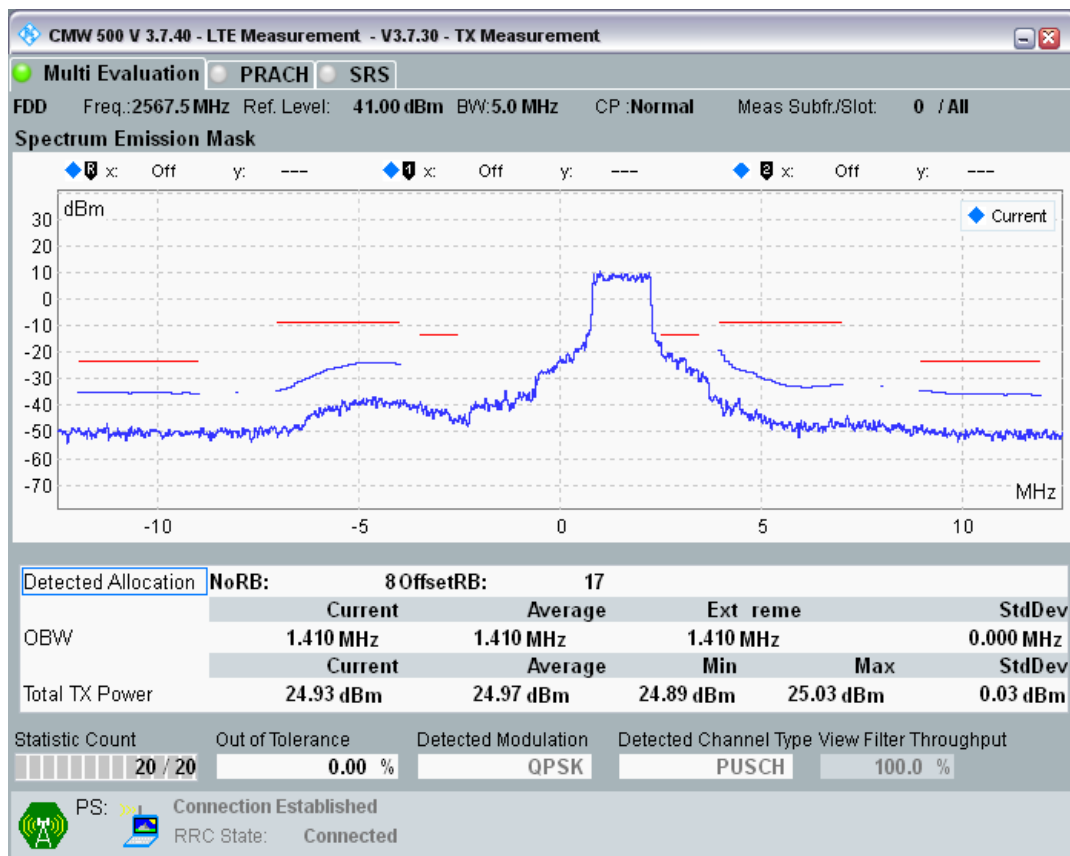 CMW 500 V 3.7.40 - LTE Measurement - V3.7.30 - TX Measurement
Multi Evaluation PRACH SRS
FDD Freq.:2567.5 MHz Ref. Level: 41.00 dBm BW:5.0 MHz CP :Normal Meas Subfr./Slot: 0 / All
Spectrum Emission Mask
R x: Off y: --- 1 x: Off y: --- 2 x: Off y: ---
dBm
Current
30
20
10
0
-10
-20
-30
-40
-50
-60
-70
MHz
-10 -5 0 5 10
Detected Allocation NoRB: 8 OffsetRB: 17
Current Average Ext reme StdDev
OBW 1.410 MHz 1.410 MHz 1.410 MHz 0.000 MHz
Current Average Min Max StdDev
Total TX Power 24.93 dBm 24.97 dBm 24.89 dBm 25.03 dBm 0.03 dBm
Statistic Count Out of Tolerance Detected Modulation Detected Channel Type View Filter Throughput
20 / 20 0.00 % QPSK PUSCH 100.0 %
PS: Connection Established
RRC State: Connected